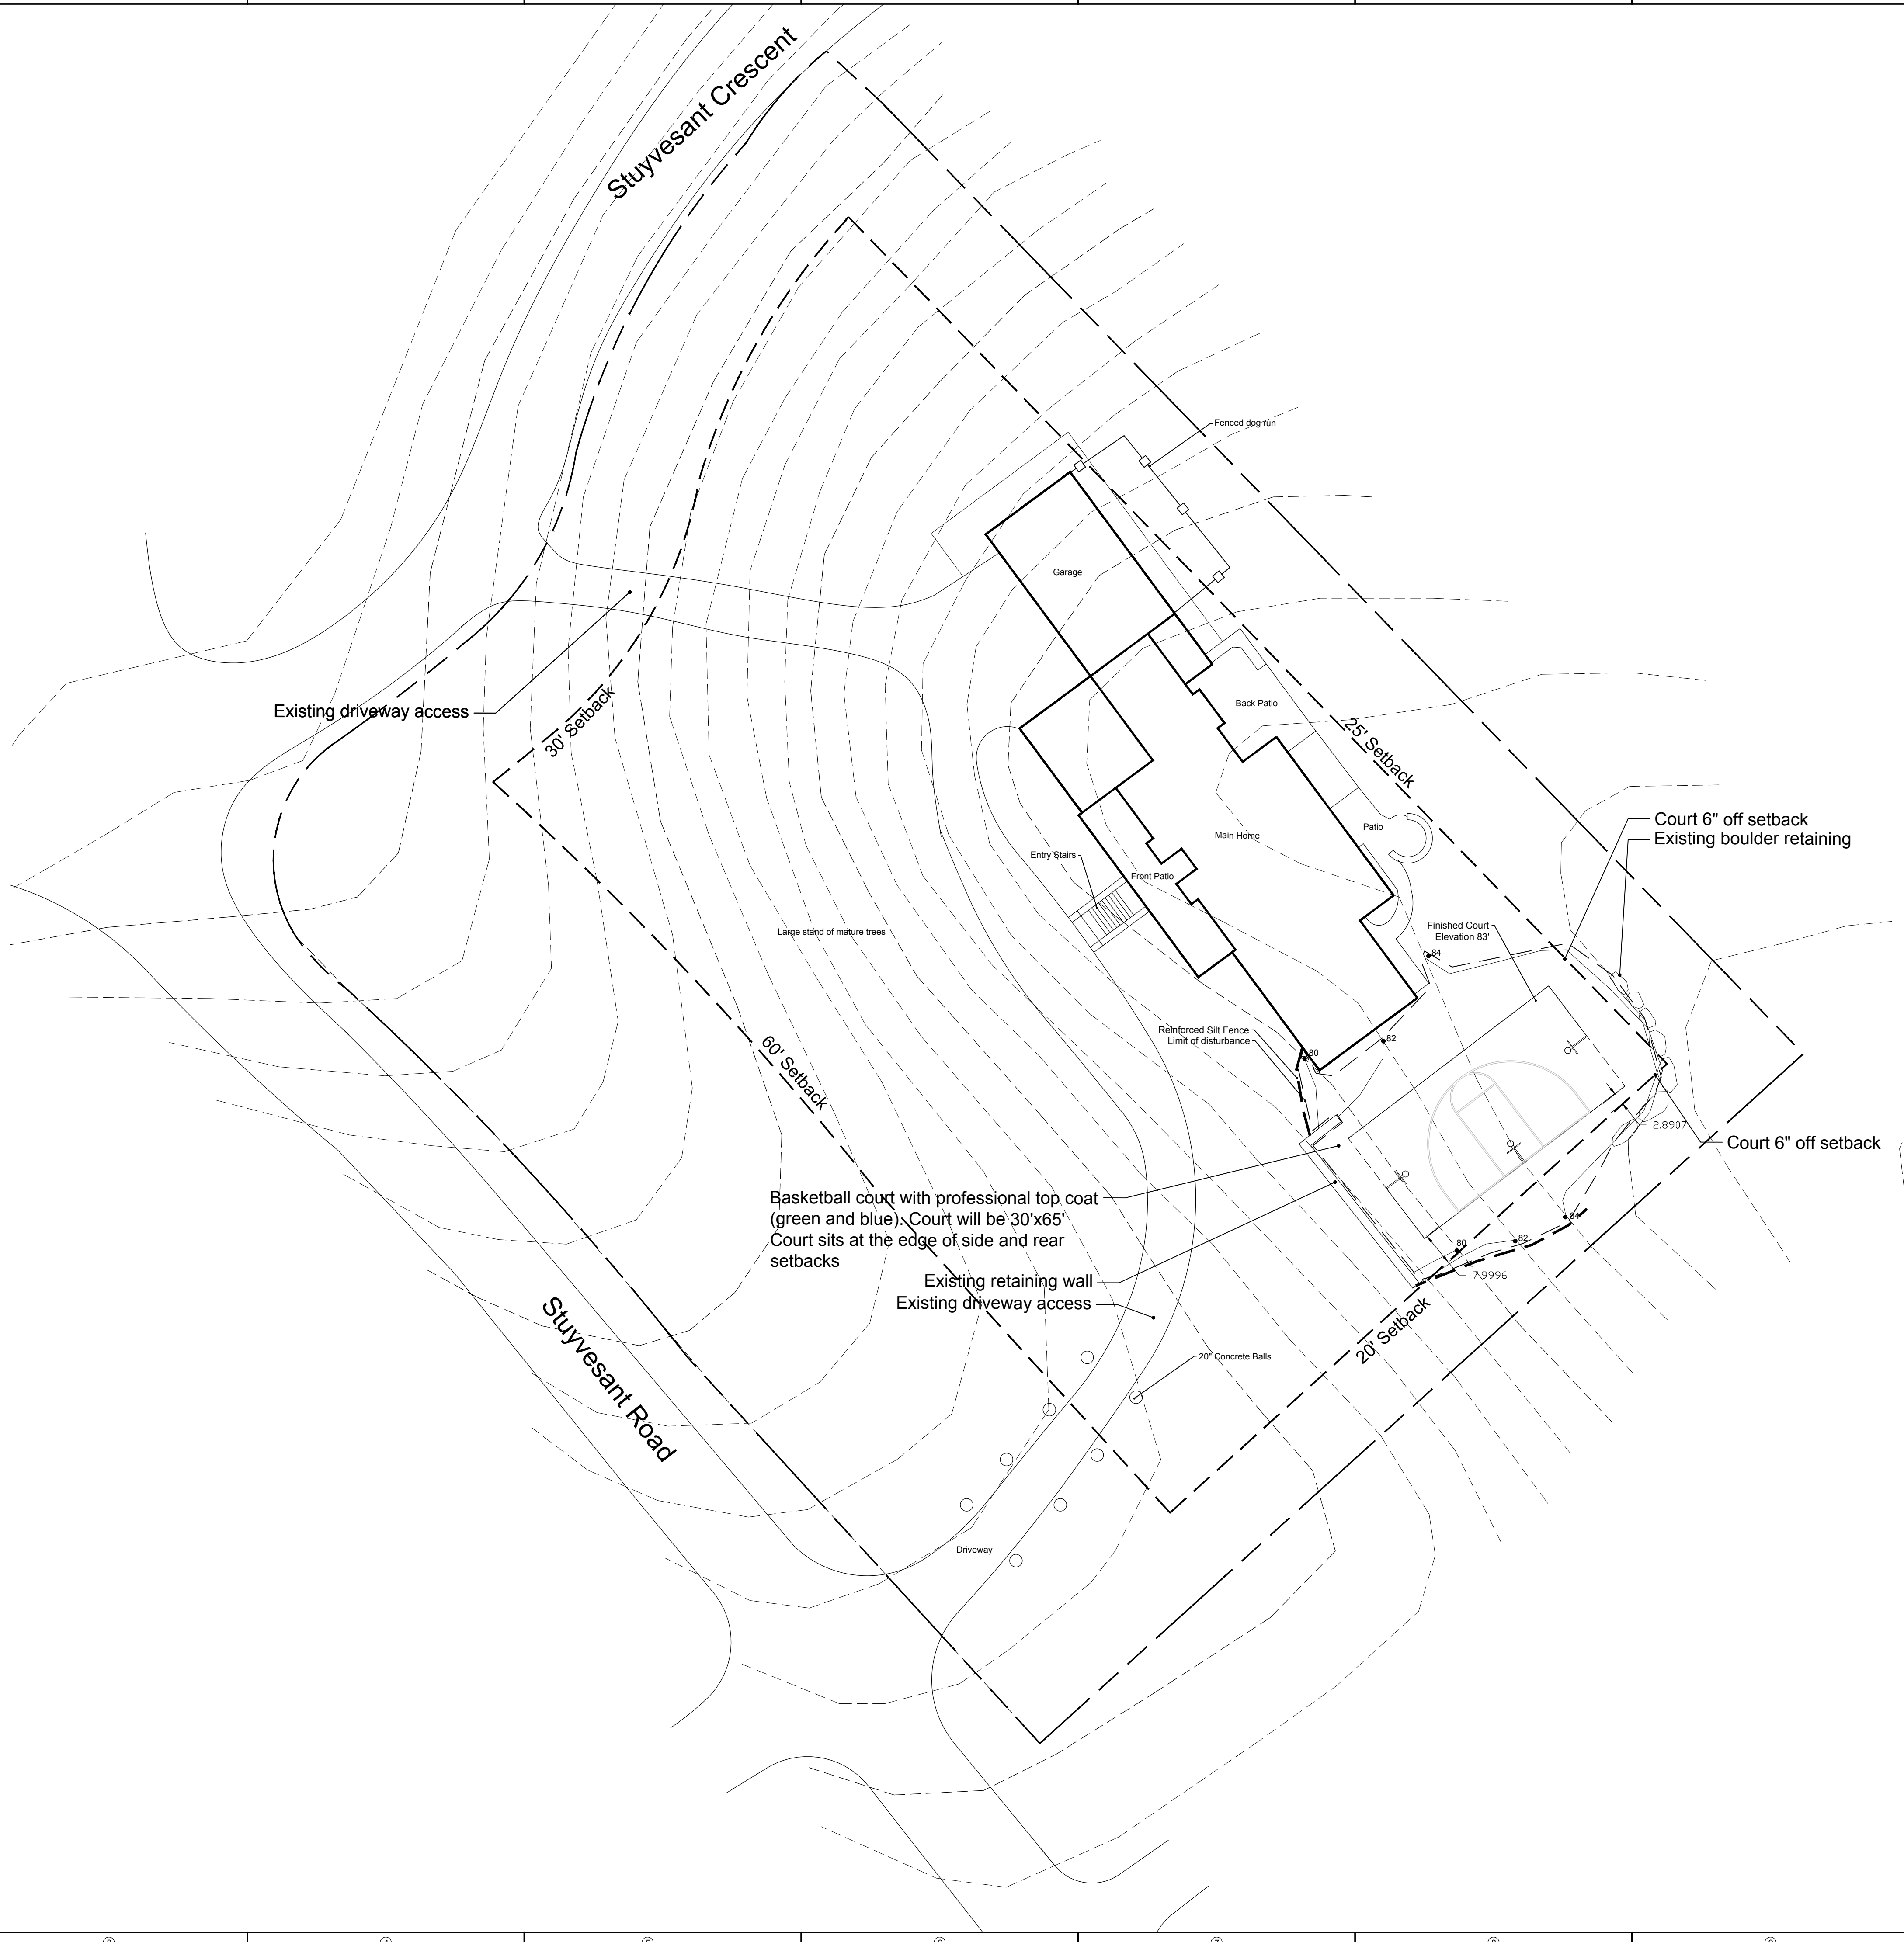 Stuyvesant Crescent
Fenced dog run
Garage
Existing driveway access
30' Setback
Back Patio
25' Setback
Court 6" off setback
Existing boulder retaining
Patio
Main Home
Entry Stairs
Front Patio
Large stand of mature trees
Finished Court
Elevation 83'
84
Reinforced Silt Fence
Limit of disturbance
82
80
60' Setback
2.8907
Court 6" off setback
Basketball court with professional top coat
(green and blue). Court will be 30'x65'
Court sits at the edge of side and rear
setbacks
84
82
80
7.9996
Existing retaining wall
Existing driveway access
20' Setback
20" Concrete Balls
Stuyvesant Road
Driveway